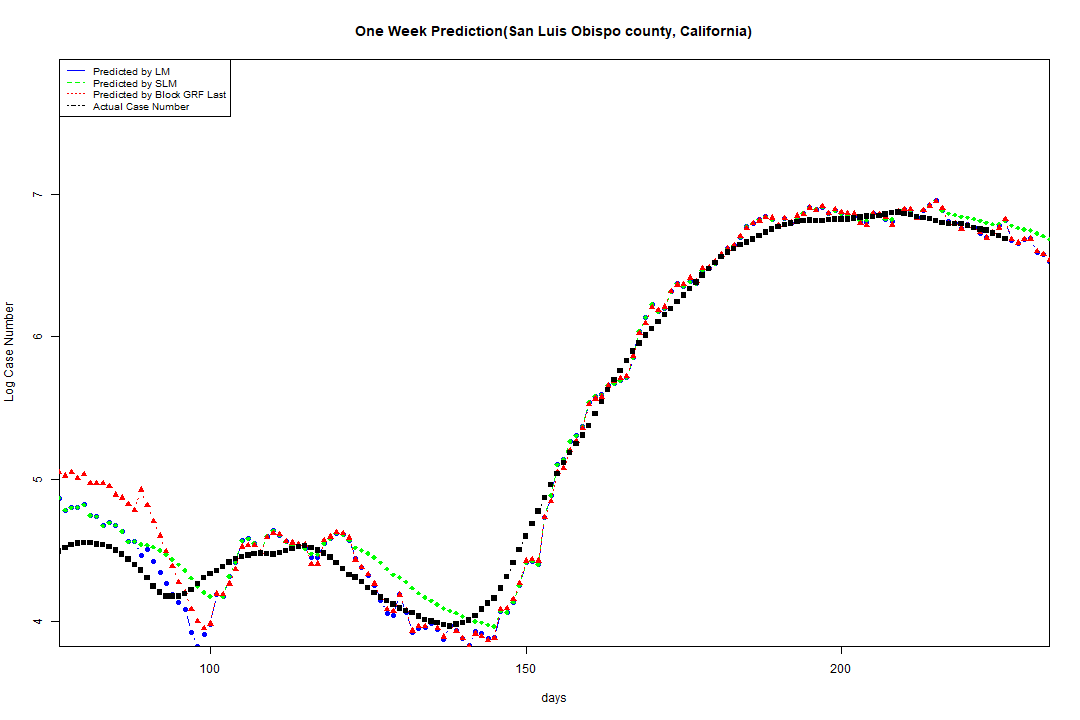 One Week Prediction(San Luis Obispo county, California)
Predicted by LM
Predicted by SLM
Predicted by Block GRF Last
Actual Case Number
Log Case Number
7
6
5
4
100 150 200
days